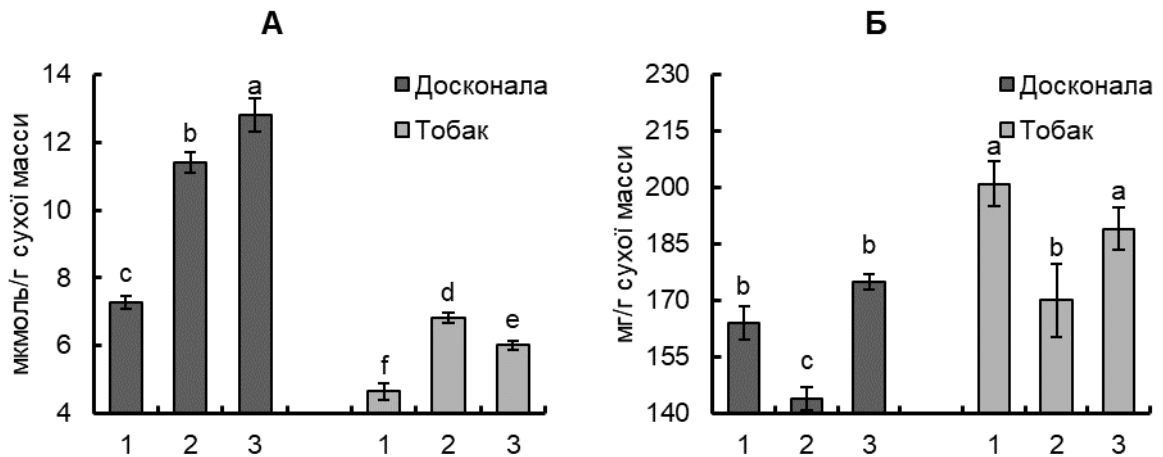 А
мкмоль/г сухої масси
14
12
10
8
6
4
Досконала
Тобак
c
b
a
f
d
e
1 2 3 1 2 3
Б
мг/г сухої масси
230
215
200
185
170
155
140
Досконала
Тобак
b
c
b
a
b
a
1 2 3 1 2 3